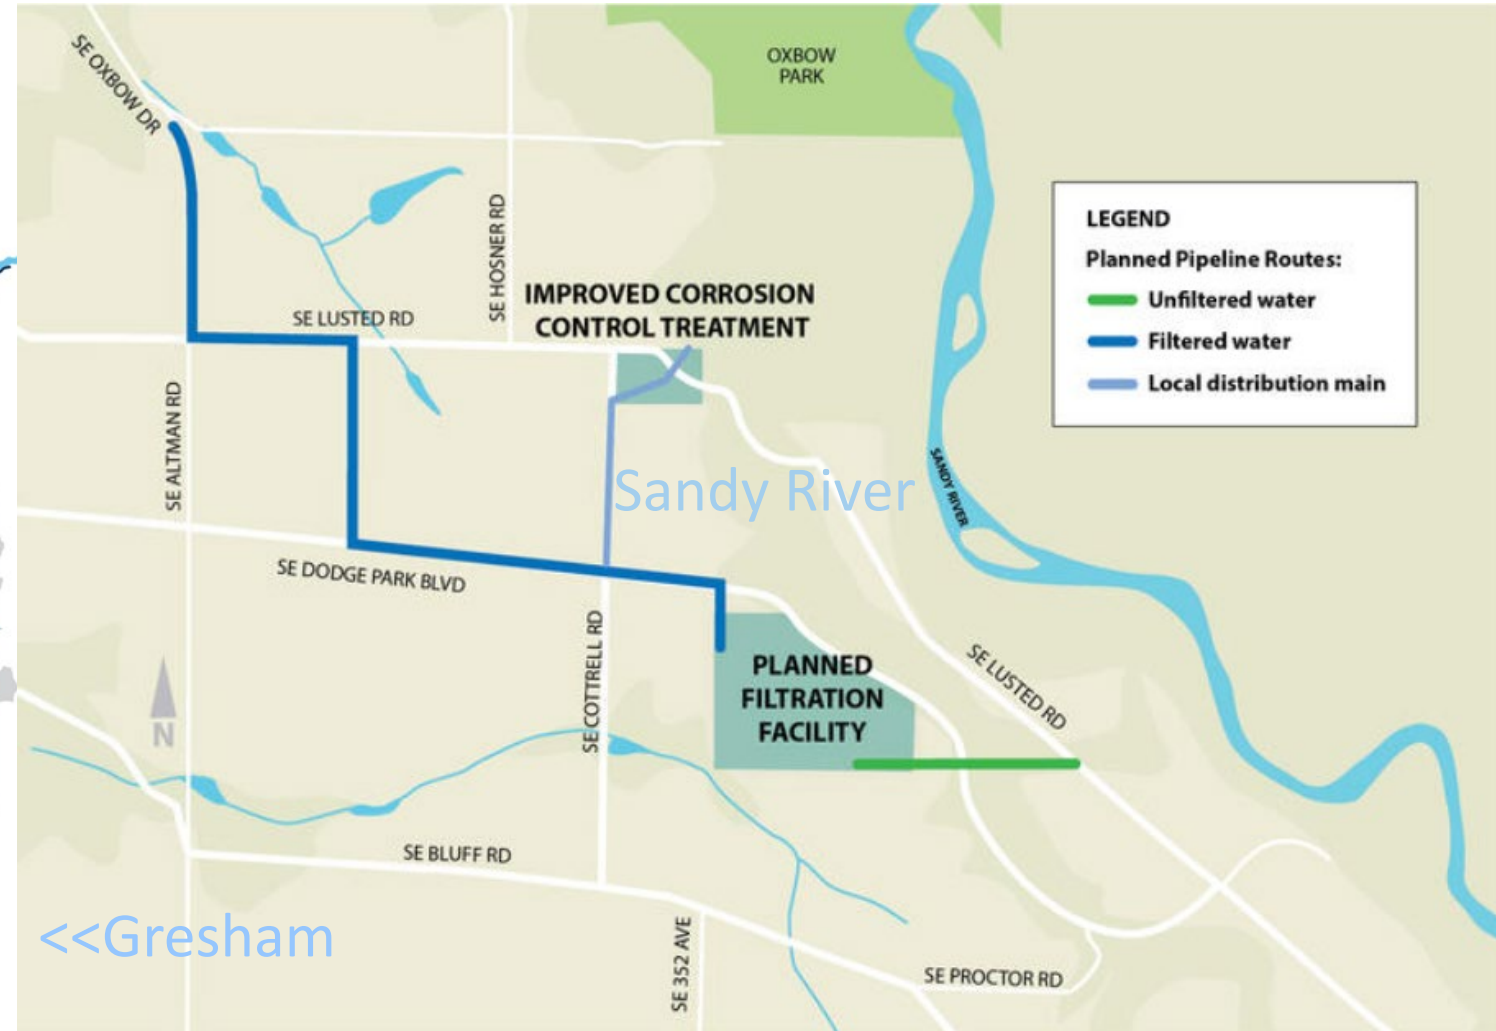 SE OXBOW DR
OXBOW
PARK
LEGEND
Planned Pipeline Routes:
Unfiltered water
Filtered water
Local distribution main
SE HOSNER RD
IMPROVED CORROSION
CONTROL TREATMENT
SE LUSTED RD
SE ALTMAN RD
Sandy River
SANDY RIVER
SE DODGE PARK BLVD
SE COTTRELL RD
PLANNED
FILTRATION
FACILITY
SE LUSTED RD
N
SE BLUFF RD
<<Gresham
SE 352 AVE
SE PROCTOR RD